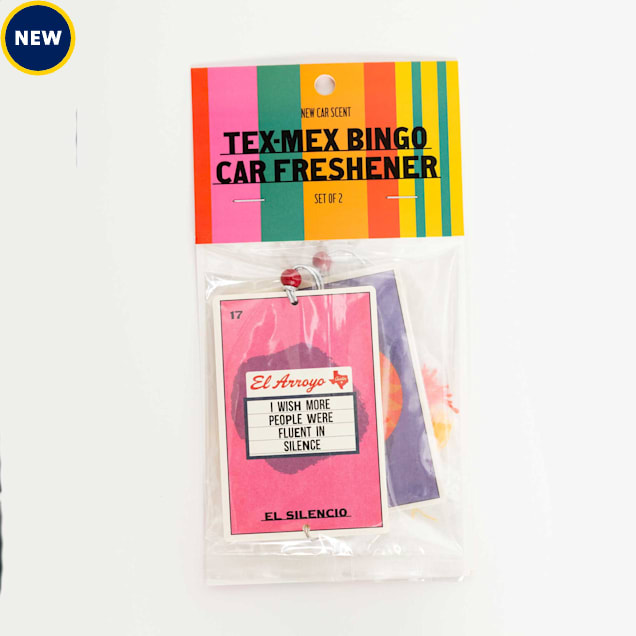 NEW
NEW CAR SCENT
TEX-MEX BINGO
CAR FRESHENER
SET OF 2
17
El Arroyo
I WISH MORE
PEOPLE WERE
FLUENT IN
SILENCE
EL SILENCIO